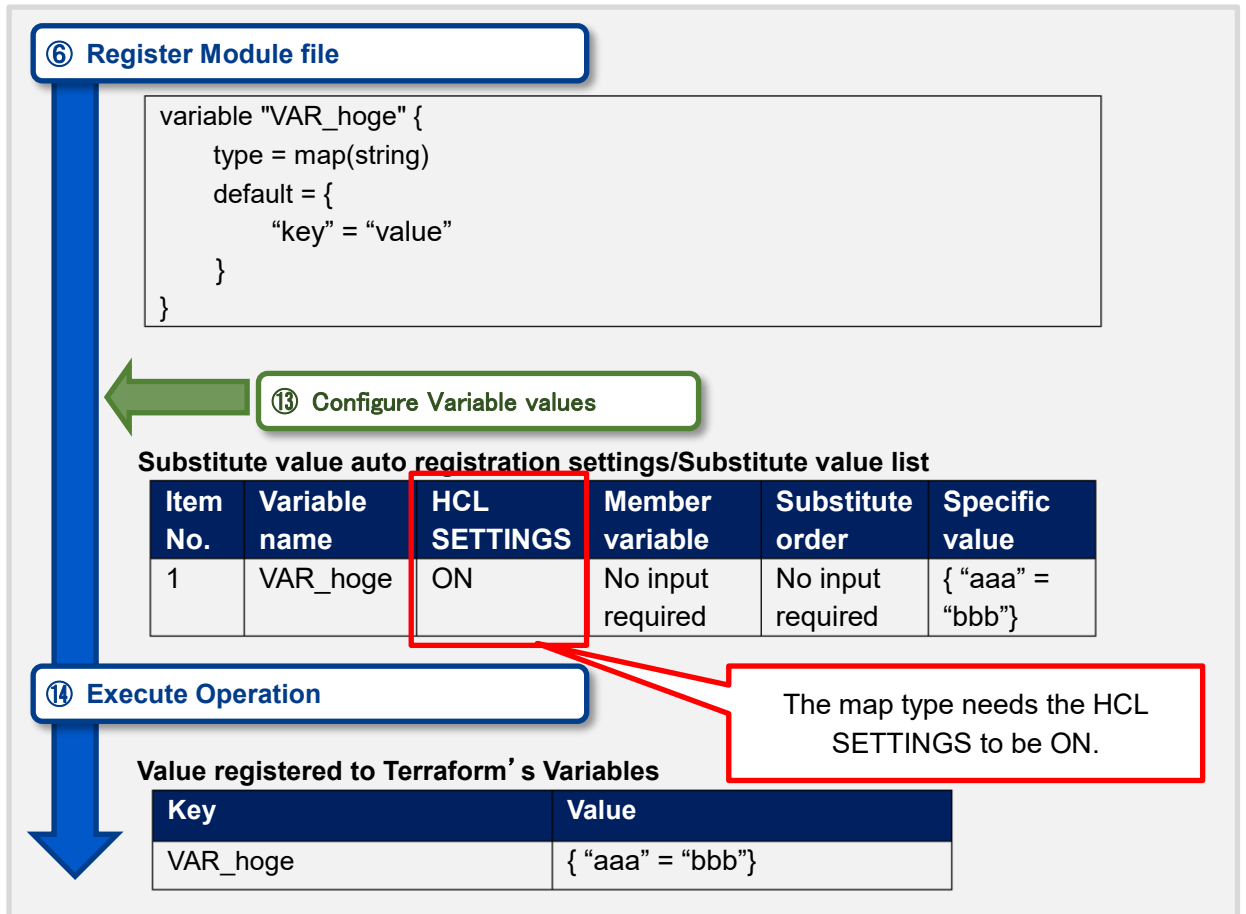 ⑥ Register Module file
variable "VAR_hoge" {
type = map(string)
default = {
“key” = “value”
}
}
⑬ Configure Variable values
Substitute value auto registration settings/Substitute value list
Item No. Variable name HCL SETTINGS Member variable Substitute order Specific value
1 VAR_hoge ON No input required No input required { “aaa” = “bbb”}
⑭ Execute Operation
The map type needs the HCL
SETTINGS to be ON.
Value registered to Terraform’s Variables
Key Value
VAR_hoge { “aaa” = “bbb”}